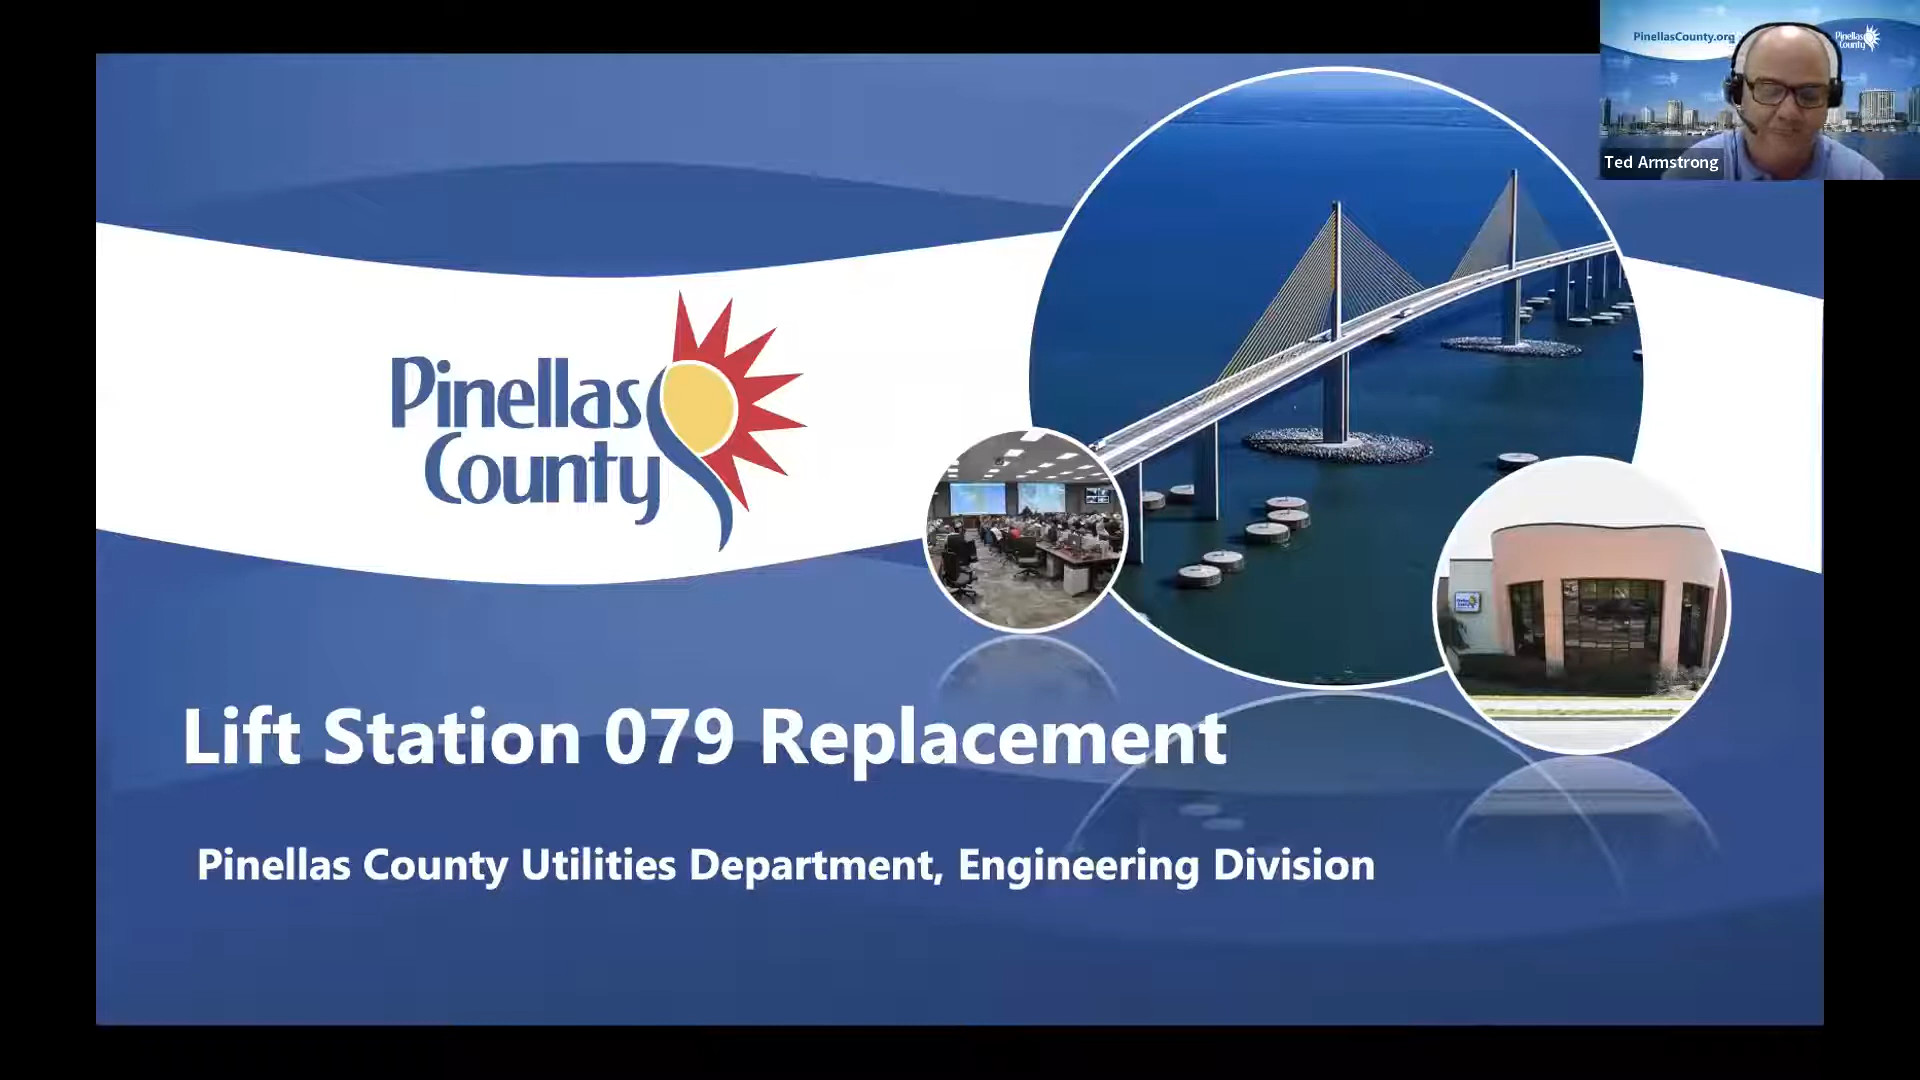 PinellasCounty.org
Pinellas
County
Ted Armstrong
Pinellas
County
Lift Station 079 Replacement
Pinellas County Utilities Department, Engineering Division